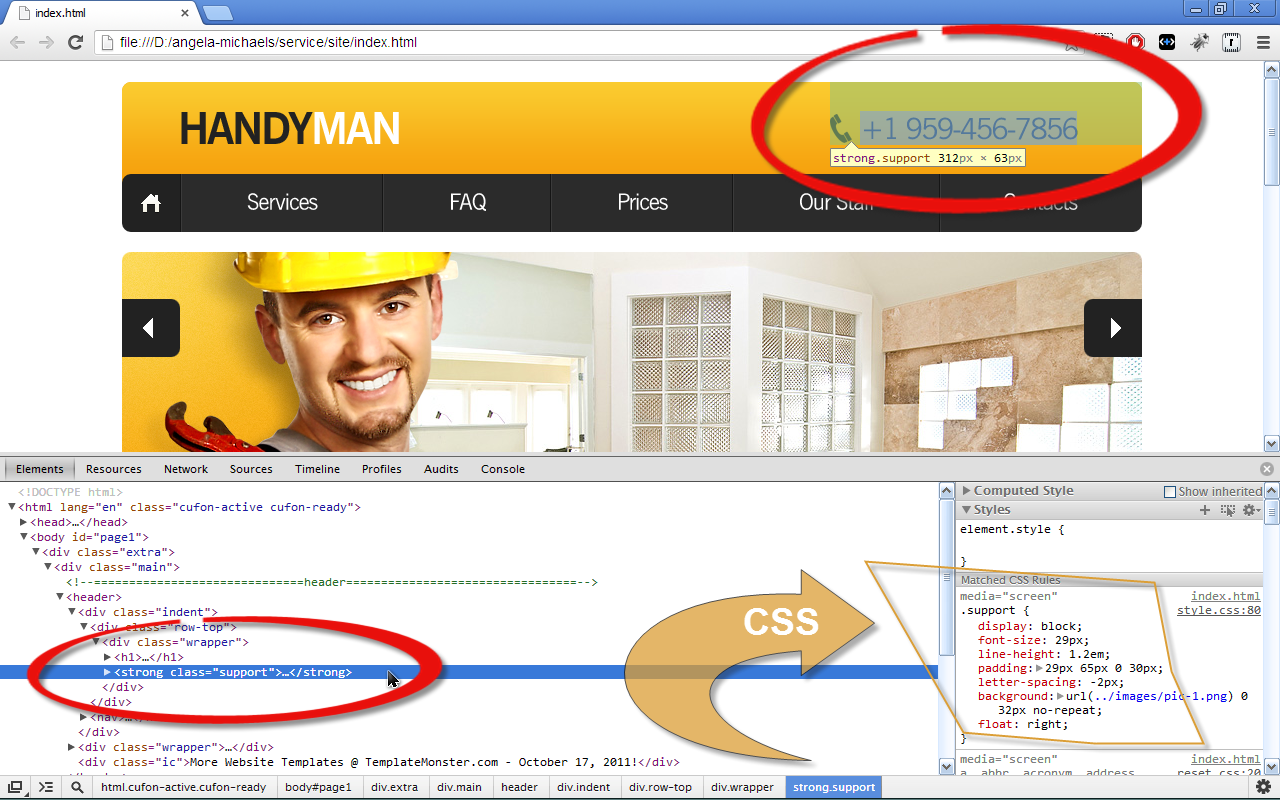 index.html
file:///D:/angela-michaels/service/site/index.html
HANDYMAN
+1 959-456-7856
strong.support 312px × 63px
Services FAQ Prices Our Staff Contacts
Elements Resources Network Sources Timeline Profiles Audits Console
<!DOCTYPE html>
<html lang="en" class="cufon-active cufon-ready">
<head>…</head>
<body id="page1">
<div class="extra">
<div class="main">
<!--==============================header=================================-->
<header>
<div class="indent">
<div class="row-top">
<div class="wrapper">
<h1>…</h1>
<strong class="support">…</strong>
</div>
</div>
<nav>…
</div>
<div class="wrapper">…</div>
<div class="ic">More Website Templates @ TemplateMonster.com - October 17, 2011!</div>
CSS
Computed Style Show inherited
Styles
element.style {
}
Matched CSS Rules
media="screen" index.html
.support { style.css:80
display: block;
font-size: 29px;
line-height: 1.2em;
padding: 29px 65px 0 30px;
letter-spacing: -2px;
background: url(../images/pic-1.png) 0
32px no-repeat;
float: right;
}
media="screen" index.html
a, abbr, acronym, address, reset.css:20
html.cufon-active.cufon-ready body#page1 div.extra div.main header div.indent div.row-top div.wrapper strong.support